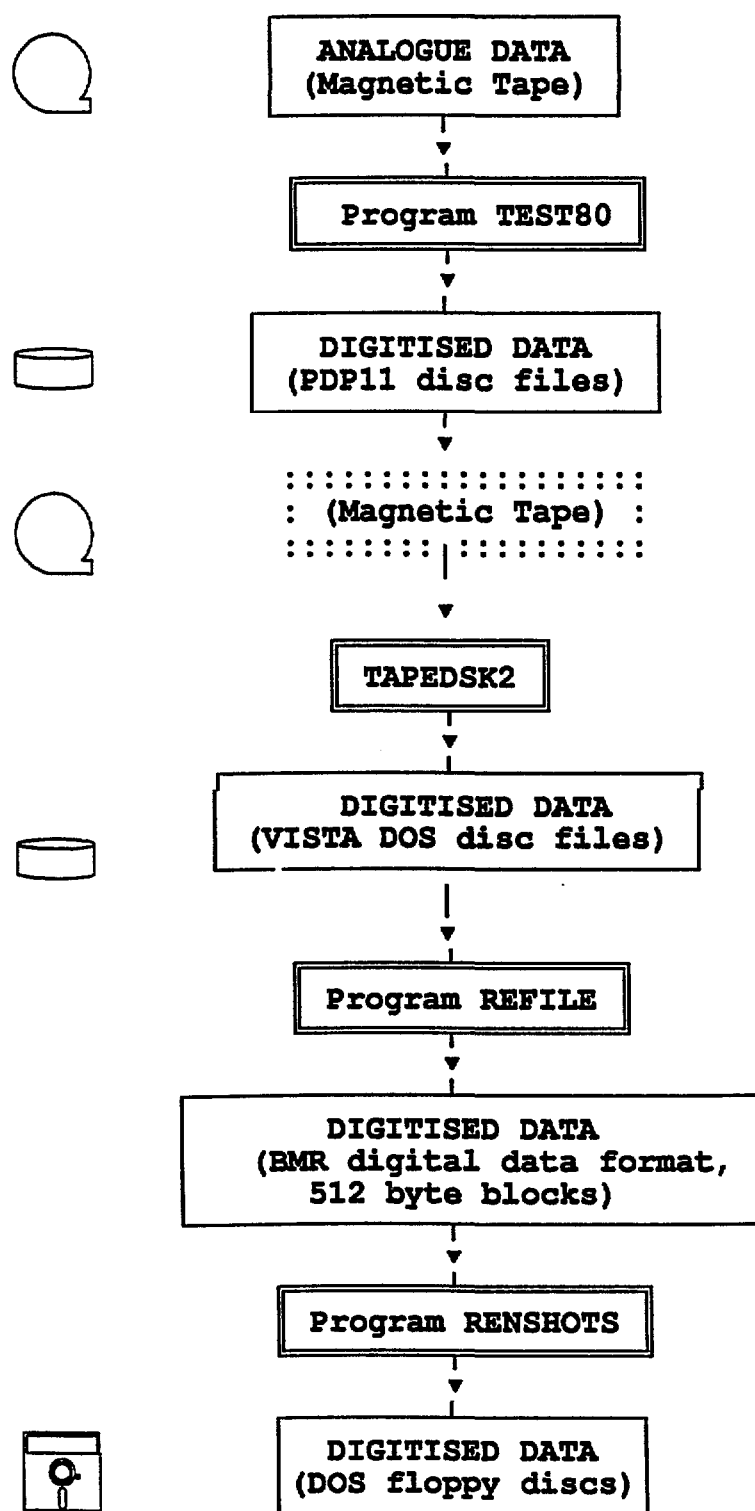 ANALOGUE DATA
(Magnetic Tape)
Program TEST80
DIGITISED DATA
(PDP11 disc files)
(Magnetic Tape)
TAPEDSK2
DIGITISED DATA
(VISTA DOS disc files)
Program REFILE
DIGITISED DATA
(BMR digital data format,
512 byte blocks)
Program RENSHOTS
DIGITISED DATA
(DOS floppy discs)